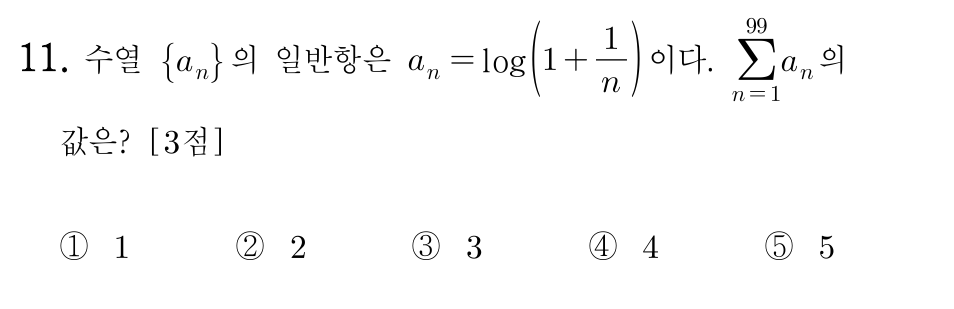 11. 수열 {aₙ}의 일반항은 aₙ = log(1 + 1/n)이다. ∑ₙ₌₁⁹⁹ aₙ의
값은? [3점]
① 1 ② 2 ③ 3 ④ 4 ⑤ 5